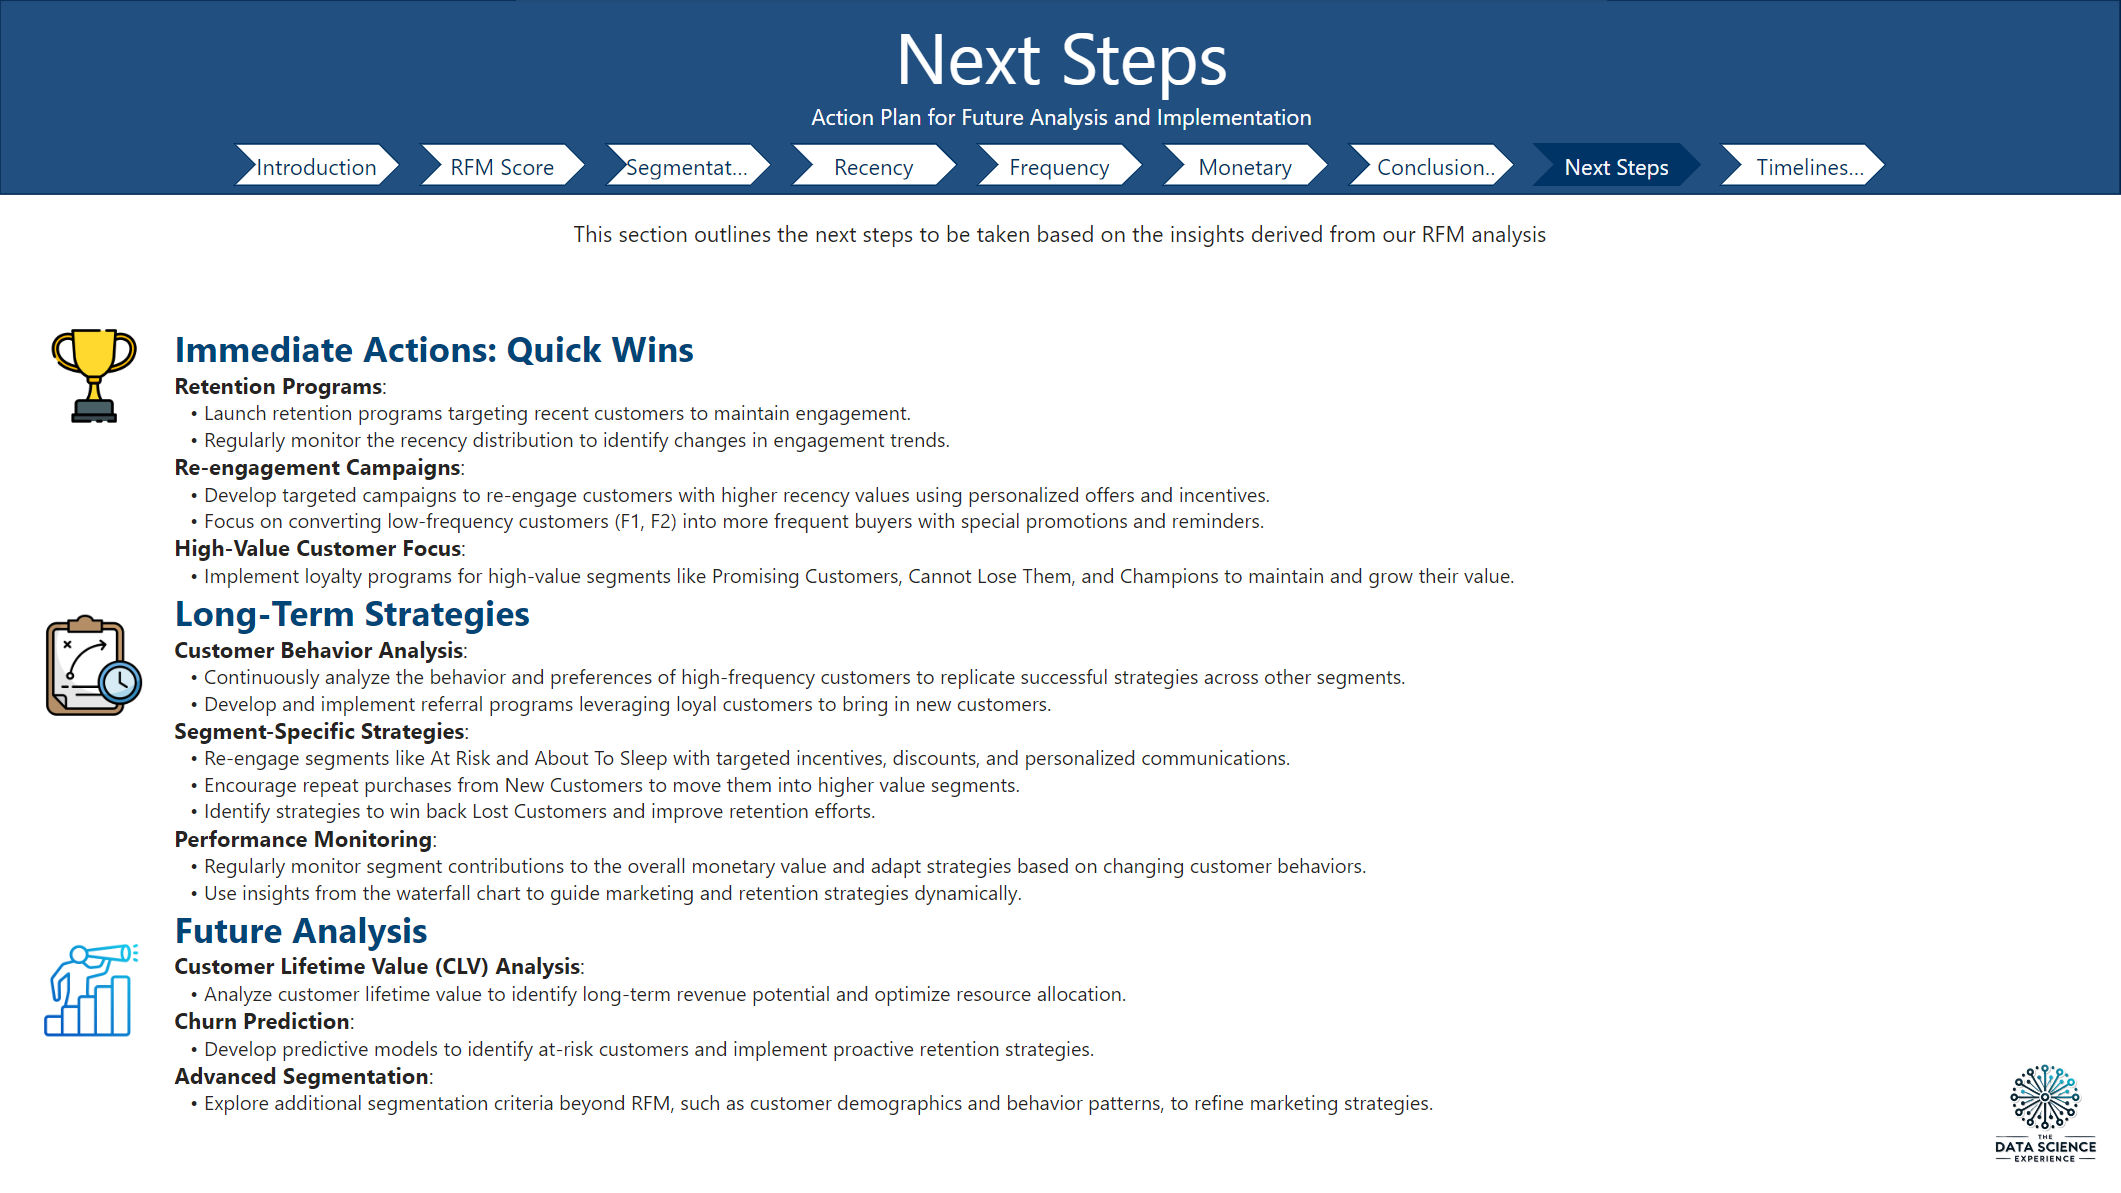 Next Steps
Action Plan for Future Analysis and Implementation
Introduction
RFM Score
Segmentat...
Recency
Frequency
Monetary
Conclusion..
Next Steps
Timelines...
This section outlines the next steps to be taken based on the insights derived from our RFM analysis
Immediate Actions: Quick Wins
Retention Programs:
• Launch retention programs targeting recent customers to maintain engagement.
• Regularly monitor the recency distribution to identify changes in engagement trends.
Re-engagement Campaigns:
• Develop targeted campaigns to re-engage customers with higher recency values using personalized offers and incentives.
• Focus on converting low-frequency customers (F1, F2) into more frequent buyers with special promotions and reminders.
High-Value Customer Focus:
• Implement loyalty programs for high-value segments like Promising Customers, Cannot Lose Them, and Champions to maintain and grow their value.
Long-Term Strategies
Customer Behavior Analysis:
• Continuously analyze the behavior and preferences of high-frequency customers to replicate successful strategies across other segments.
• Develop and implement referral programs leveraging loyal customers to bring in new customers.
Segment-Specific Strategies:
• Re-engage segments like At Risk and About To Sleep with targeted incentives, discounts, and personalized communications.
• Encourage repeat purchases from New Customers to move them into higher value segments.
• Identify strategies to win back Lost Customers and improve retention efforts.
Performance Monitoring:
• Regularly monitor segment contributions to the overall monetary value and adapt strategies based on changing customer behaviors.
• Use insights from the waterfall chart to guide marketing and retention strategies dynamically.
Future Analysis
Customer Lifetime Value (CLV) Analysis:
• Analyze customer lifetime value to identify long-term revenue potential and optimize resource allocation.
Churn Prediction:
• Develop predictive models to identify at-risk customers and implement proactive retention strategies.
Advanced Segmentation:
• Explore additional segmentation criteria beyond RFM, such as customer demographics and behavior patterns, to refine marketing strategies.
THE
DATA SCIENCE
EXPERIENCE